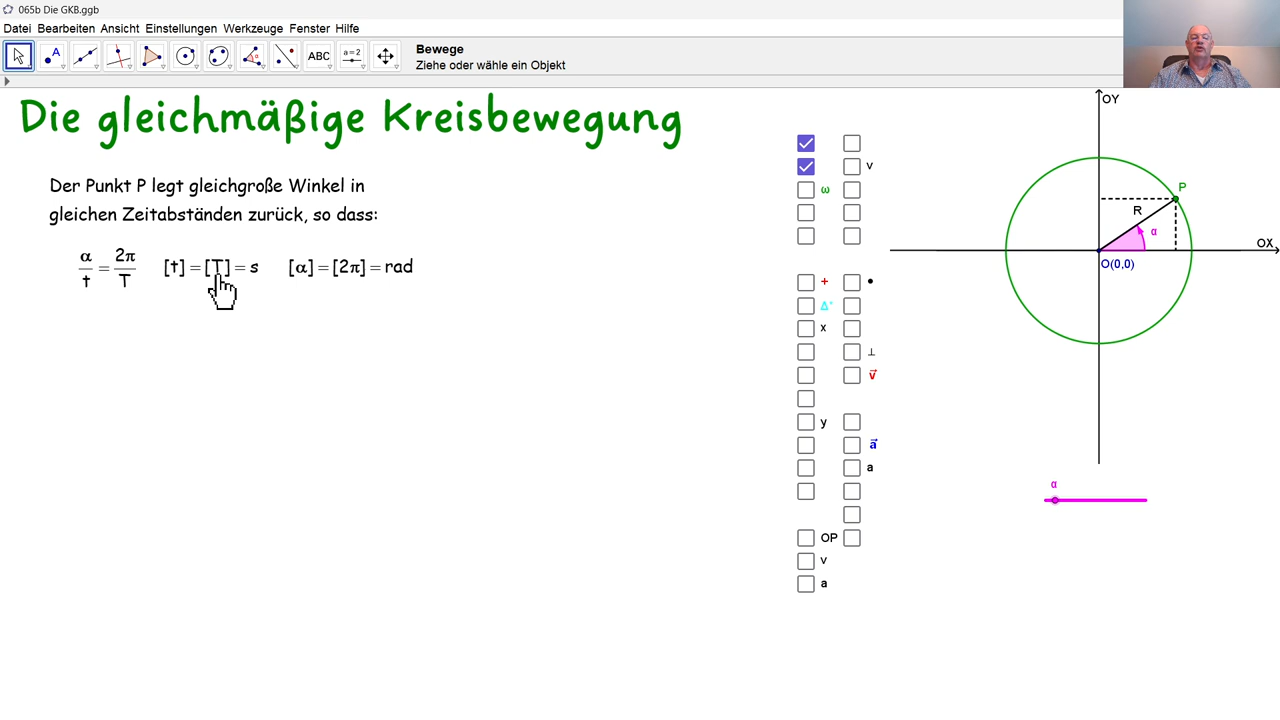 065b Die GKB.ggb
Datei Bearbeiten Ansicht Einstellungen Werkzeuge Fenster Hilfe
A
ABC
a=2
Bewege
Ziehe oder wähle ein Objekt
Die gleichmäßige Kreisbewegung
Der Punkt P legt gleichgroße Winkel in
gleichen Zeitabständen zurück, so dass:
α/t = 2π/T [t] = [T] = s [α] = [2π] = rad
v
ω
+
•
Δ°
x
⊥
v⃗
y
a⃗
a
OP
v
a
OY
P
R
α
OX
O(0,0)
α